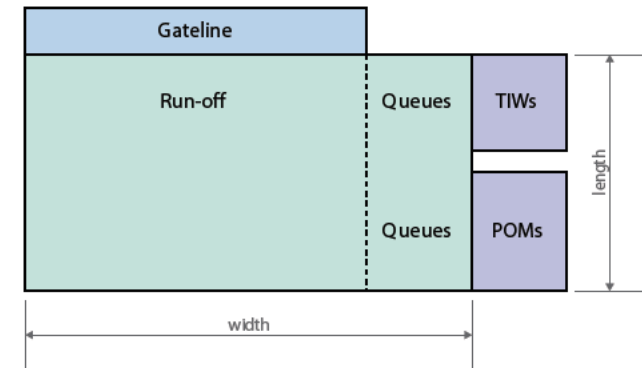 Gateline
Run-off
Queues
TIWs
Queues
POMs
length
width